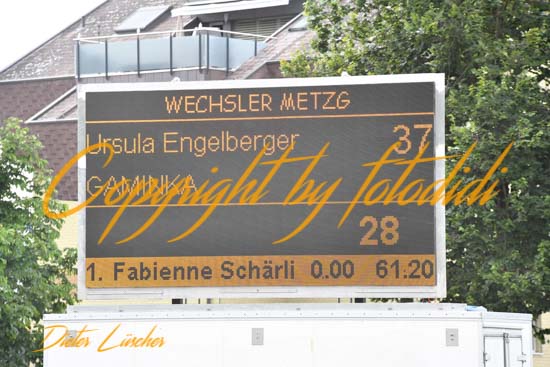 WECHSLER METZG
Ursula Engelberger 37
GAMINKA
Copyright by fotodidi
28
1. Fabienne Schärli 0.00 61.20
Dieter Lüscher